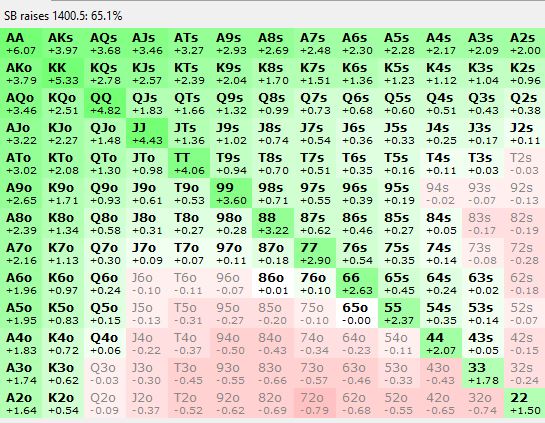 SB raises 1400.5: 65.1%
AA AKs AQs AJs ATs A9s A8s A7s A6s A5s A4s A3s A2s
+6.07 +3.97 +3.68 +3.46 +3.27 +2.93 +2.69 +2.48 +2.30 +2.28 +2.17 +2.09 +2.00
AKo KK KQs KJs KTs K9s K8s K7s K6s K5s K4s K3s K2s
+3.79 +5.33 +2.78 +2.57 +2.39 +2.04 +1.70 +1.51 +1.36 +1.23 +1.12 +1.04 +0.96
AQo KQo QQ QJs QTs Q9s Q8s Q7s Q6s Q5s Q4s Q3s Q2s
+3.46 +2.51 +4.82 +1.83 +1.66 +1.32 +0.99 +0.73 +0.68 +0.60 +0.51 +0.43 +0.38
AJo KJo QJo JJ JTs J9s J8s J7s J6s J5s J4s J3s J2s
+3.22 +2.27 +1.48 +4.43 +1.36 +1.02 +0.74 +0.54 +0.36 +0.33 +0.25 +0.17 +0.11
ATo KTo QTo JTo TT T9s T8s T7s T6s T5s T4s T3s T2s
+3.02 +2.08 +1.30 +0.98 +4.06 +0.94 +0.70 +0.51 +0.35 +0.16 +0.11 +0.03 -0.03
A9o K9o Q9o J9o T9o 99 98s 97s 96s 95s 94s 93s 92s
+2.65 +1.71 +0.93 +0.61 +0.53 +3.60 +0.71 +0.55 +0.39 +0.19 -0.02 -0.07 -0.13
A8o K8o Q8o J8o T8o 98o 88 87s 86s 85s 84s 83s 82s
+2.39 +1.34 +0.58 +0.31 +0.27 +0.28 +3.22 +0.62 +0.46 +0.27 +0.05 -0.17 -0.19
A7o K7o Q7o J7o T7o 97o 87o 77 76s 75s 74s 73s 72s
+2.16 +1.13 +0.30 +0.09 +0.07 +0.11 +0.18 +2.90 +0.54 +0.35 +0.14 -0.08 -0.28
A6o K6o Q6o J6o T6o 96o 86o 76o 66 65s 64s 63s 62s
+1.96 +0.97 +0.24 -0.10 -0.11 -0.07 +0.01 +0.10 +2.63 +0.45 +0.24 +0.02 -0.18
A5o K5o Q5o J5o T5o 95o 85o 75o 65o 55 54s 53s 52s
+1.95 +0.83 +0.15 -0.13 -0.31 -0.27 -0.20 -0.10 -0.00 +2.37 +0.35 +0.14 -0.07
A4o K4o Q4o J4o T4o 94o 84o 74o 64o 54o 44 43s 42s
+1.83 +0.72 +0.06 -0.22 -0.37 -0.50 -0.43 -0.34 -0.23 -0.11 +2.07 +0.05 -0.15
A3o K3o Q3o J3o T3o 93o 83o 73o 63o 53o 43o 33 32s
+1.74 +0.62 -0.03 -0.30 -0.45 -0.55 -0.66 -0.57 -0.46 -0.33 -0.43 +1.78 -0.24
A2o K2o Q2o J2o T2o 92o 82o 72o 62o 52o 42o 32o 22
+1.64 +0.54 -0.09 -0.37 -0.52 -0.62 -0.69 -0.79 -0.68 -0.55 -0.65 -0.74 +1.50